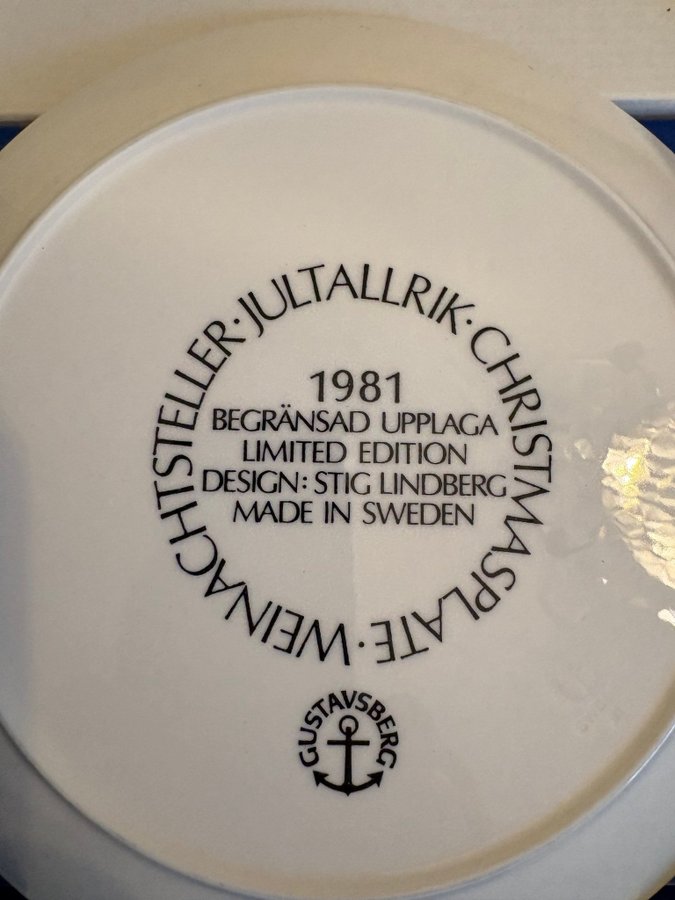 WEINACHTSTELLER · JULTALLRIK · CHRISTMASPLATE ·
1981
BEGRÄNSAD UPPLAGA
LIMITED EDITION
DESIGN: STIG LINDBERG
MADE IN SWEDEN
GUSTAVSBERG